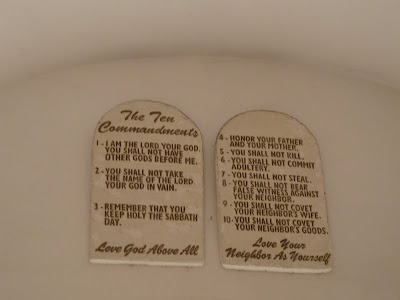 The Ten
Commandments
1 - I AM THE LORD YOUR GOD.
YOU SHALL NOT HAVE
OTHER GODS BEFORE ME.
2 - YOU SHALL NOT TAKE
THE NAME OF THE LORD
YOUR GOD IN VAIN.
3 - REMEMBER THAT YOU
KEEP HOLY THE SABBATH
DAY.
Love God Above All
4 - HONOR YOUR FATHER
AND YOUR MOTHER.
5 - YOU SHALL NOT KILL.
6 - YOU SHALL NOT COMMIT
ADULTERY.
7 - YOU SHALL NOT STEAL.
8 - YOU SHALL NOT BEAR
FALSE WITNESS AGAINST
YOUR NEIGHBOR.
9 - YOU SHALL NOT COVET
YOUR NEIGHBOR'S WIFE.
10 - YOU SHALL NOT COVET
YOUR NEIGHBOR'S GOODS.
Love Your
Neighbor As Yourself